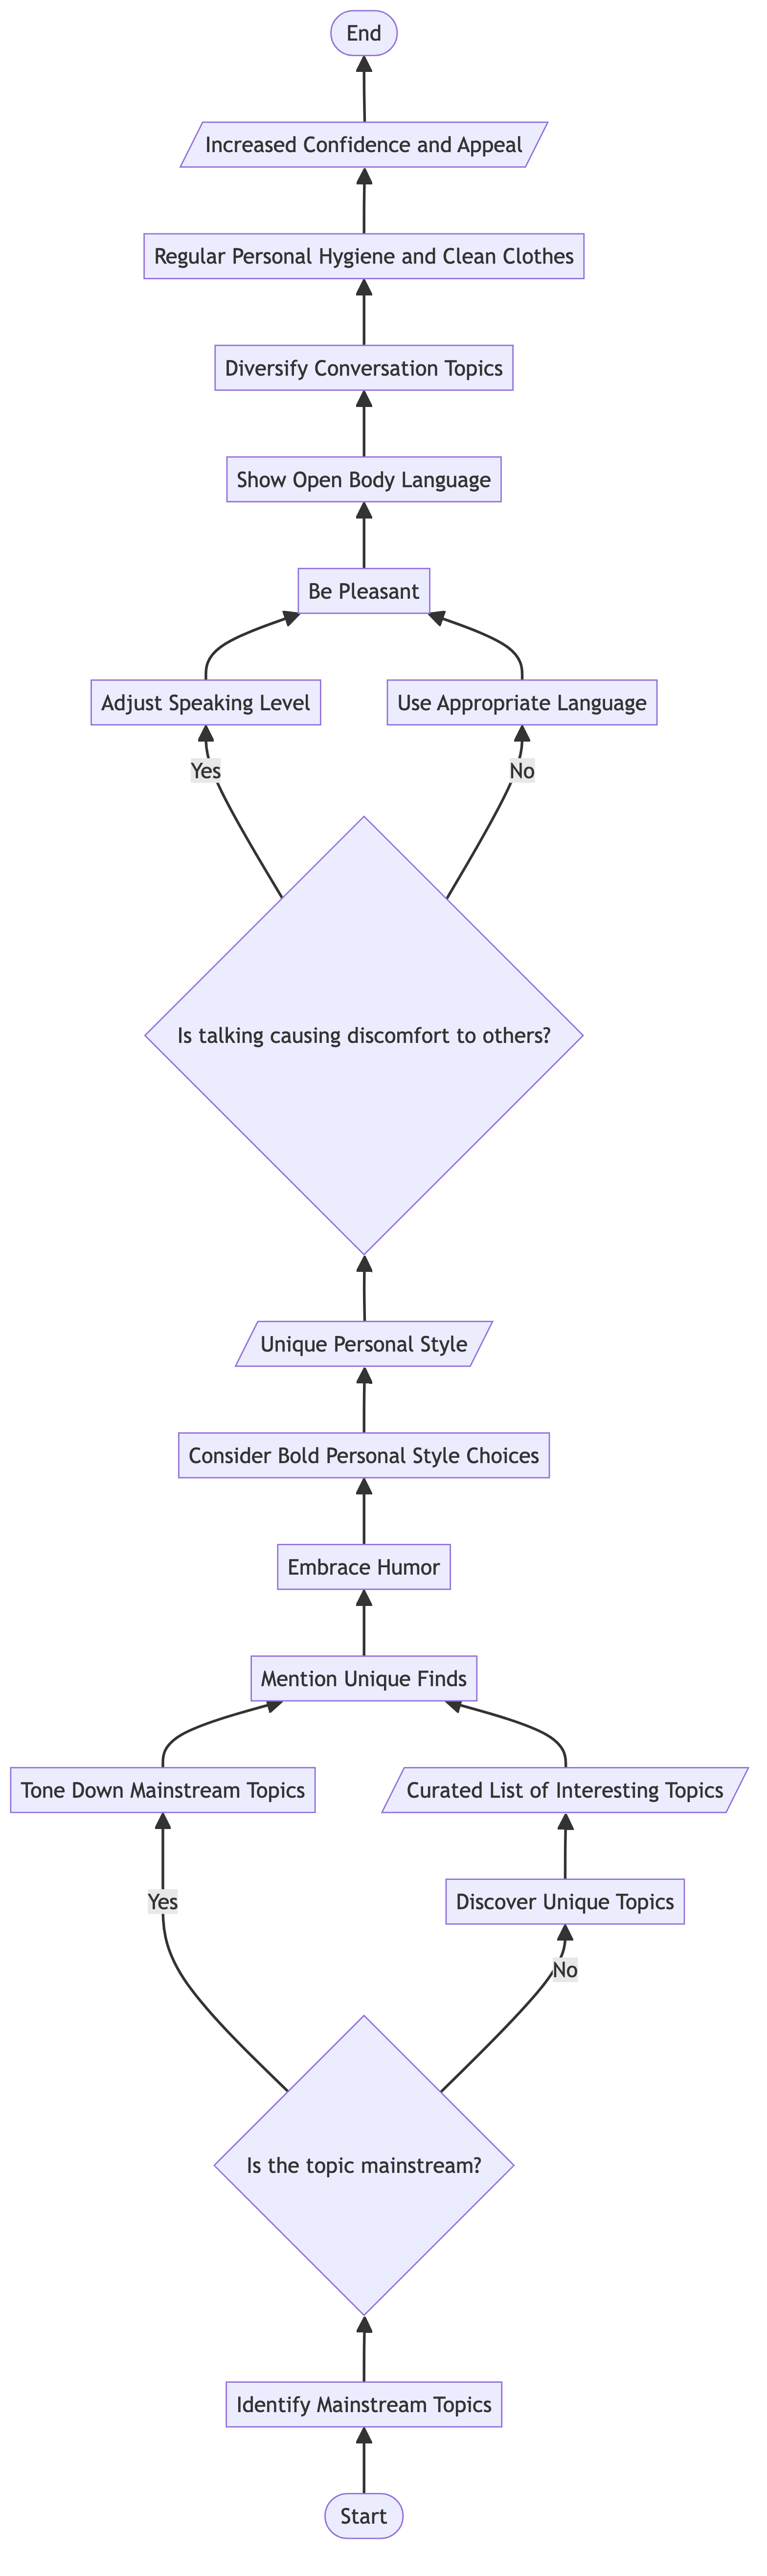 End
Increased Confidence and Appeal
Regular Personal Hygiene and Clean Clothes
Diversify Conversation Topics
Show Open Body Language
Be Pleasant
Adjust Speaking Level
Use Appropriate Language
Yes
No
Is talking causing discomfort to others?
Unique Personal Style
Consider Bold Personal Style Choices
Embrace Humor
Mention Unique Finds
Tone Down Mainstream Topics
Curated List of Interesting Topics
Yes
Discover Unique Topics
No
Is the topic mainstream?
Identify Mainstream Topics
Start